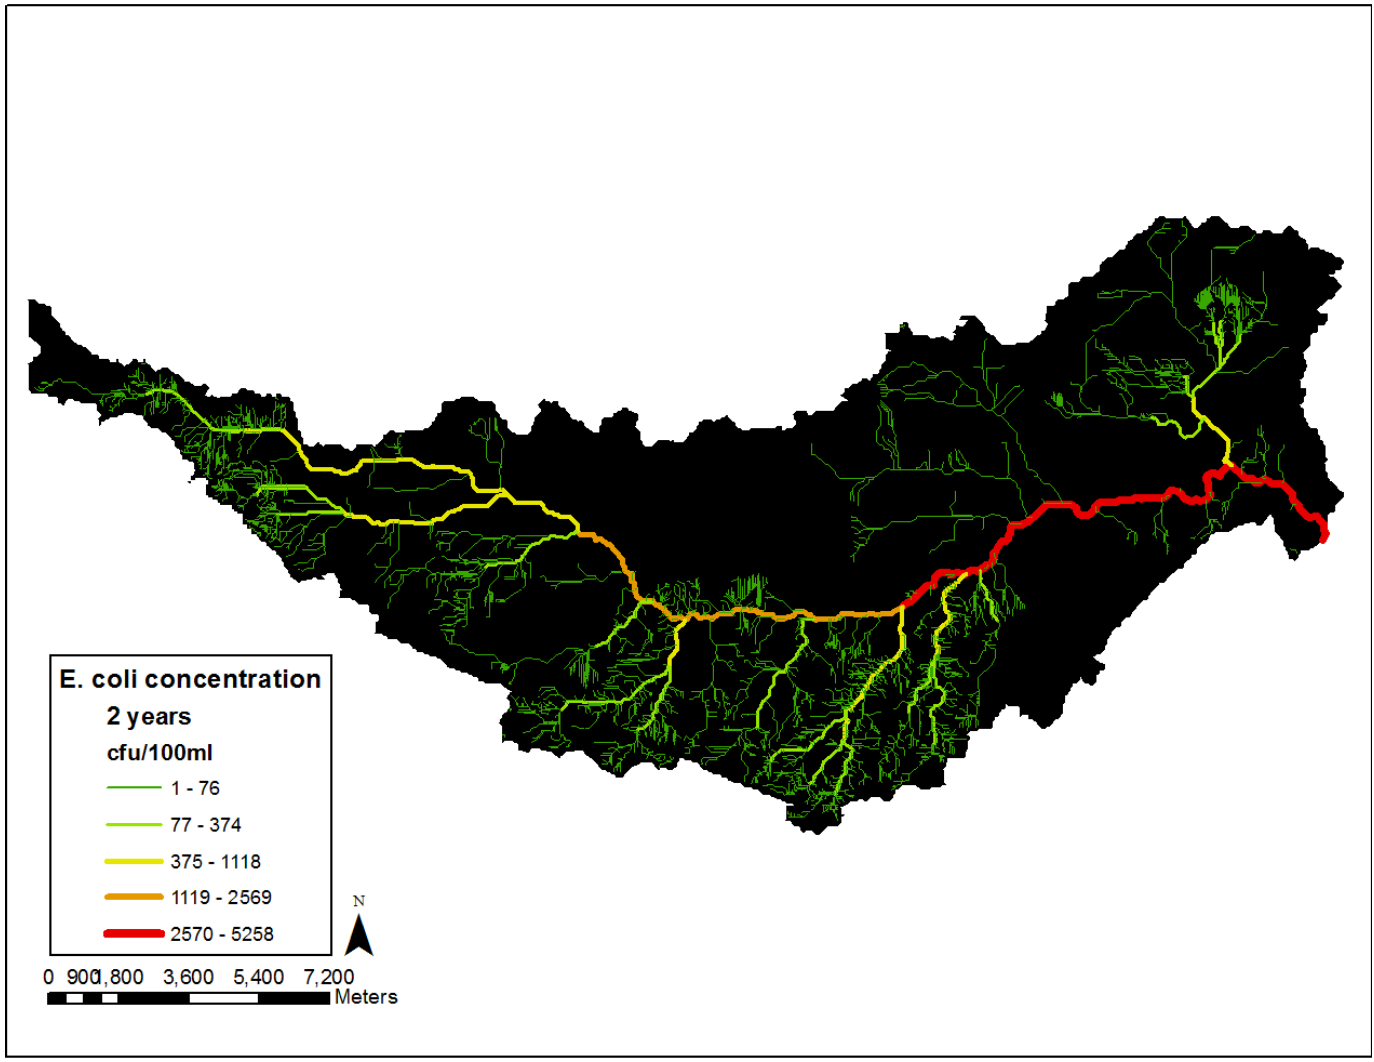 E. coli concentration
2 years
cfu/100ml
1 - 76
77 - 374
375 - 1118
1119 - 2569
2570 - 5258
N
0 900 1,800 3,600 5,400 7,200
Meters